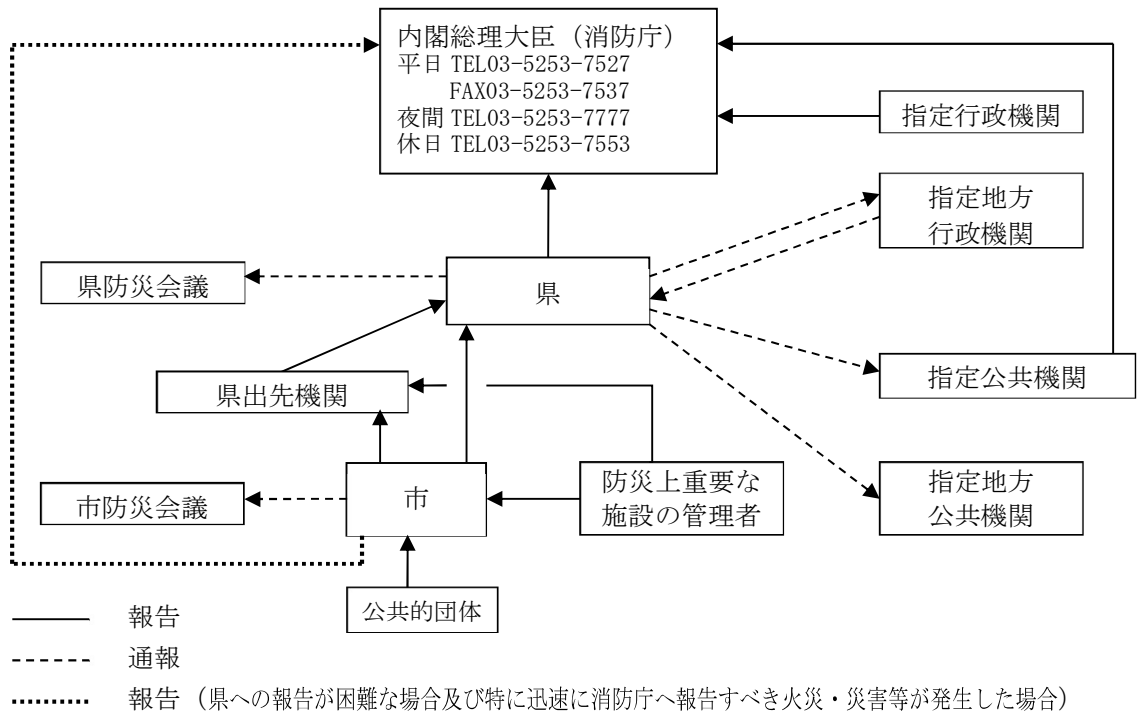 内閣総理大臣（消防庁）
平日 TEL03-5253-7527
FAX03-5253-7537
夜間 TEL03-5253-7777
休日 TEL03-5253-7553
指定行政機関
指定地方
行政機関
県防災会議
県
指定公共機関
県出先機関
市防災会議
市
防災上重要な
施設の管理者
指定地方
公共機関
公共的団体
報告
通報
報告（県への報告が困難な場合及び特に迅速に消防庁へ報告すべき火災・災害等が発生した場合）